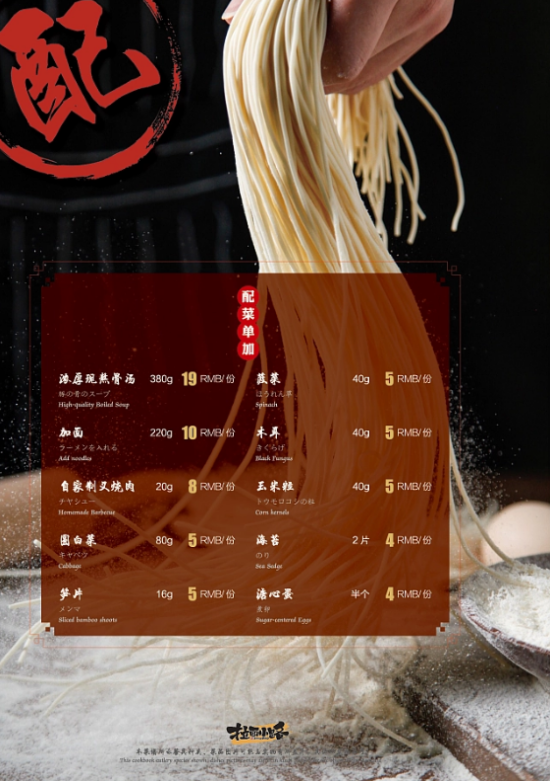 配
配菜单加
浓厚现熬骨汤 380g 19 RMB/份
豚の骨のスープ
High-quality Boiled Soup
加面 220g 10 RMB/份
ラーメンを入れる
Add noodles
自家制叉烧肉 20g 8 RMB/份
チャシュー
Homemade Barbecue
圆白菜 80g 5 RMB/份
キャベツ
Cabbage
笋片 16g 5 RMB/份
メンマ
Sliced bamboo shoots
菠菜 40g 5 RMB/份
ほうれん草
Spinach
木耳 40g 5 RMB/份
きくらげ
Black Fungus
玉米粒 40g 5 RMB/份
トウモロコシの粒
Corn kernels
海苔 2片 4 RMB/份
のり
Sea Sedge
溏心蛋 半个 4 RMB/份
煮卵
Sugar-centered Eggs
拉面小路